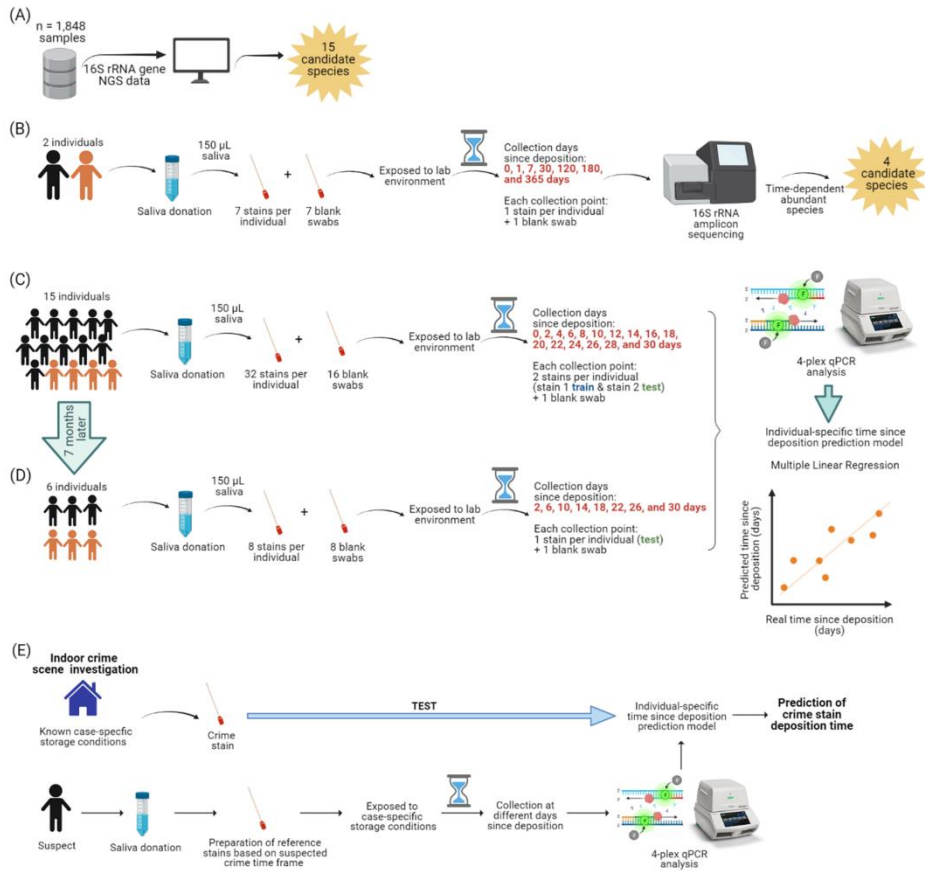 (A)
n = 1,848
samples
16S rRNA gene
NGS data
15
candidate
species
(B)
2 individuals
Saliva donation
150 µL
saliva
7 stains per
individual
+
7 blank
swabs
Exposed to lab
environment
Collection days
since deposition:
0, 1, 7, 30, 120, 180,
and 365 days
Each collection point:
1 stain per individual
+ 1 blank swab
16S rRNA
amplicon
sequencing
Time-dependent
abundant
species
4
candidate
species
(C)
15 individuals
Saliva donation
150 µL
saliva
32 stains per
individual
+
16 blank
swabs
Exposed to lab
environment
Collection days
since deposition:
0, 2, 4, 6, 8, 10, 12, 14, 16, 18,
20, 22, 24, 26, 28, and 30 days
Each collection point:
2 stains per individual
(stain 1 train & stain 2 test)
+ 1 blank swab
7 months
later
(D)
6 individuals
Saliva donation
150 µL
saliva
8 stains per
individual
+
8 blank
swabs
Exposed to lab
environment
Collection days
since deposition:
2, 6, 10, 14, 18, 22, 26, and 30 days
Each collection point:
1 stain per individual (test)
+ 1 blank swab
F
F
4-plex qPCR
analysis
Individual-specific time since
deposition prediction model
Multiple Linear Regression
Predicted time since
deposition (days)
Real time since deposition
(days)
(E)
Indoor crime
scene investigation
Known case-specfic
storage conditions
Crime
stain
TEST
Individual-specific
time since deposition
prediction model
Prediction of
crime stain
deposition time
Suspect
Saliva donation
Preparation of reference
stains based on suspected
crime time frame
Exposed to
case-specific
storage conditions
Collection at
different days
since deposition
F
F
4-plex qPCR
analysis